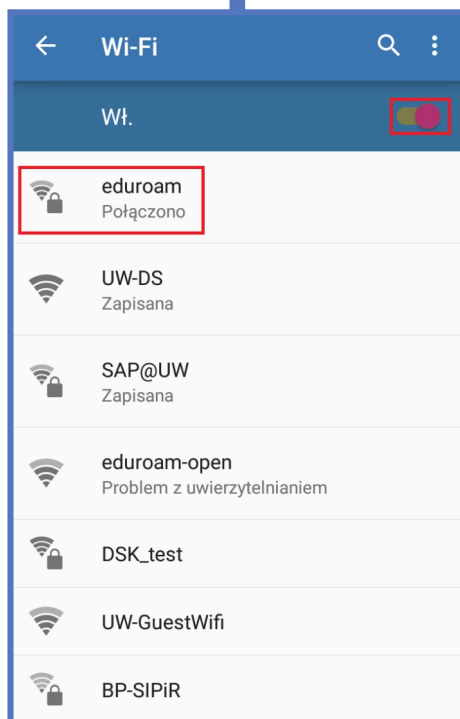 Wi-Fi
Wł.
eduroam
Połączono
UW-DS
Zapisana
SAP@UW
Zapisana
eduroam-open
Problem z uwierzytelnianiem
DSK_test
UW-GuestWifi
BP-SIPiR